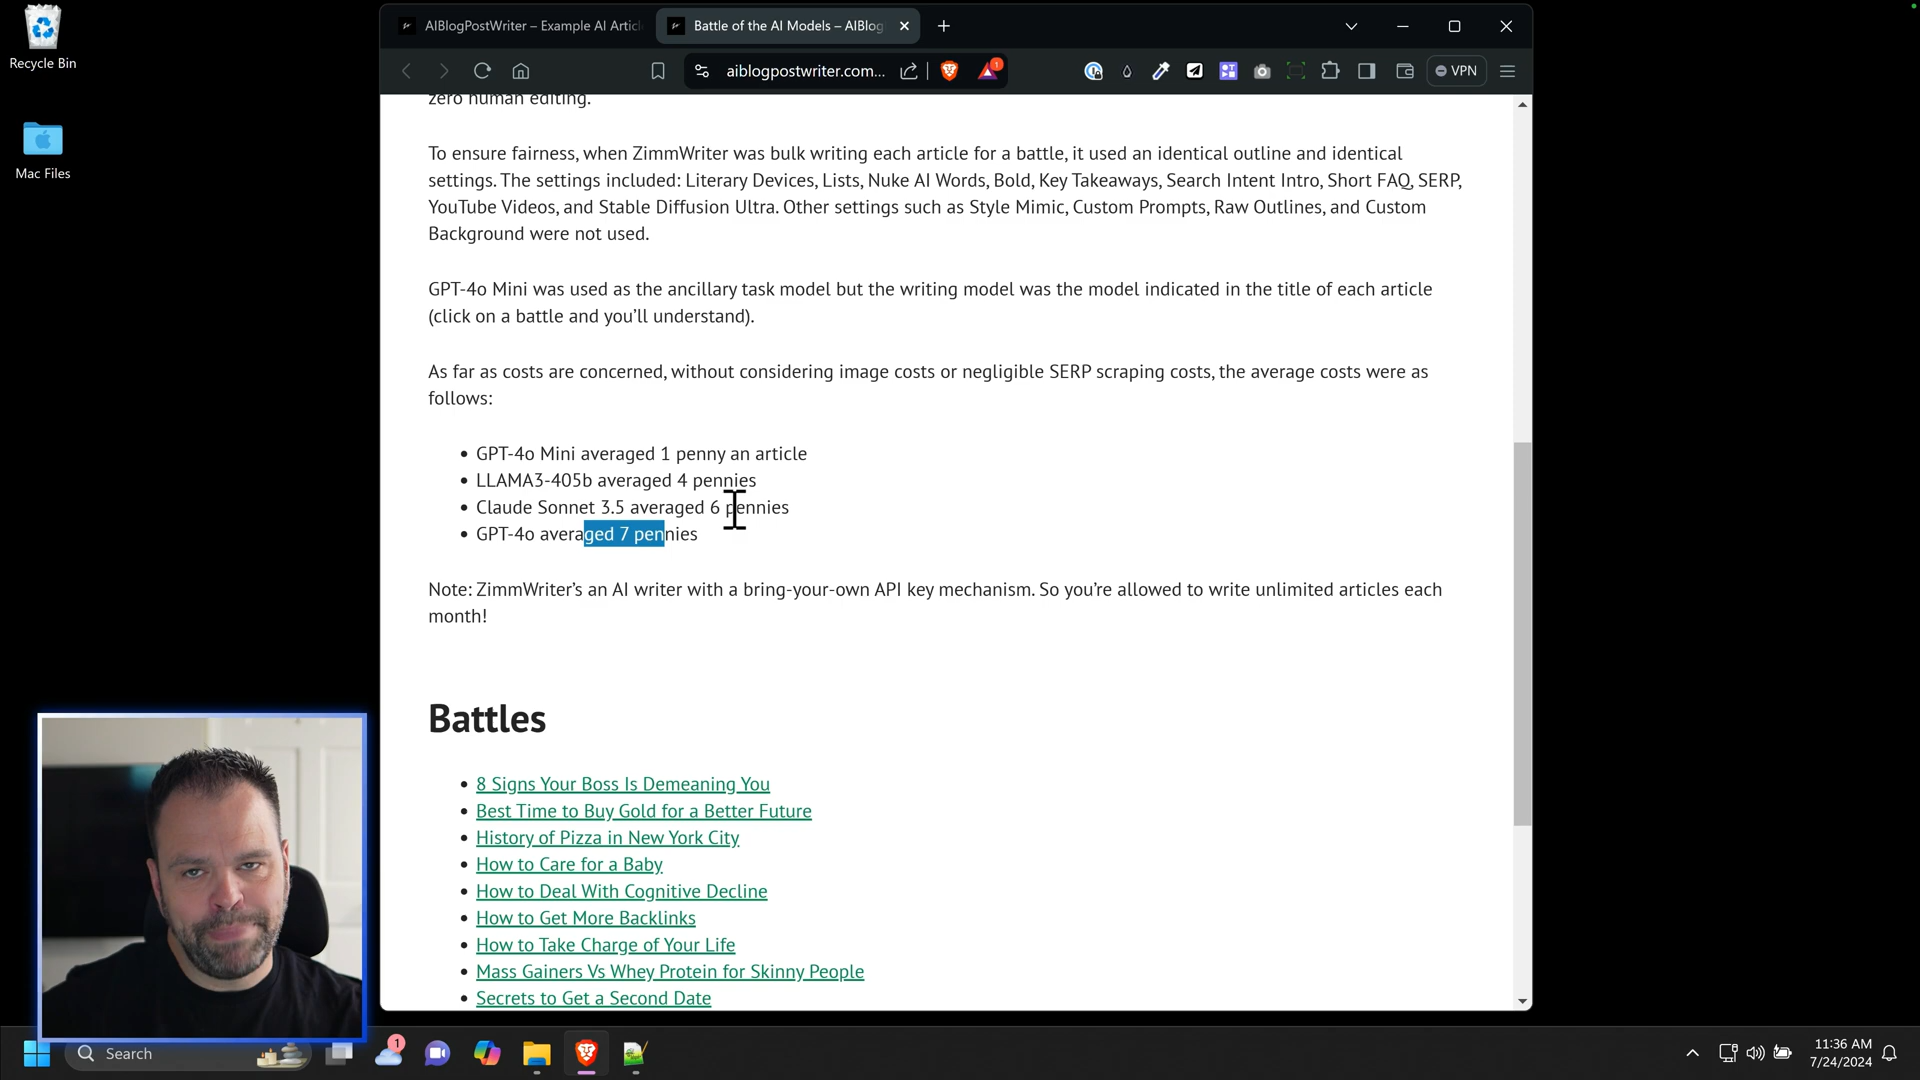 Recycle Bin
Mac Files
AIBlogPostWriter – Example AI Artic
Battle of the AI Models – AIBlog
aiblogpostwriter.com...
1
VPN
zero human editing.
To ensure fairness, when ZimmWriter was bulk writing each article for a battle, it used an identical outline and identical
settings. The settings included: Literary Devices, Lists, Nuke AI Words, Bold, Key Takeaways, Search Intent Intro, Short FAQ, SERP,
YouTube Videos, and Stable Diffusion Ultra. Other settings such as Style Mimic, Custom Prompts, Raw Outlines, and Custom
Background were not used.
GPT-4o Mini was used as the ancillary task model but the writing model was the model indicated in the title of each article
(click on a battle and you’ll understand).
As far as costs are concerned, without considering image costs or negligible SERP scraping costs, the average costs were as
follows:
• GPT-4o Mini averaged 1 penny an article
• LLAMA3-405b averaged 4 pennies
• Claude Sonnet 3.5 averaged 6 pennies
• GPT-4o averaged 7 pennies
Note: ZimmWriter’s an AI writer with a bring-your-own API key mechanism. So you’re allowed to write unlimited articles each
month!
Battles
• 8 Signs Your Boss Is Demeaning You
• Best Time to Buy Gold for a Better Future
• History of Pizza in New York City
• How to Care for a Baby
• How to Deal With Cognitive Decline
• How to Get More Backlinks
• How to Take Charge of Your Life
• Mass Gainers Vs Whey Protein for Skinny People
• Secrets to Get a Second Date
Search
1
11:36 AM
7/24/2024